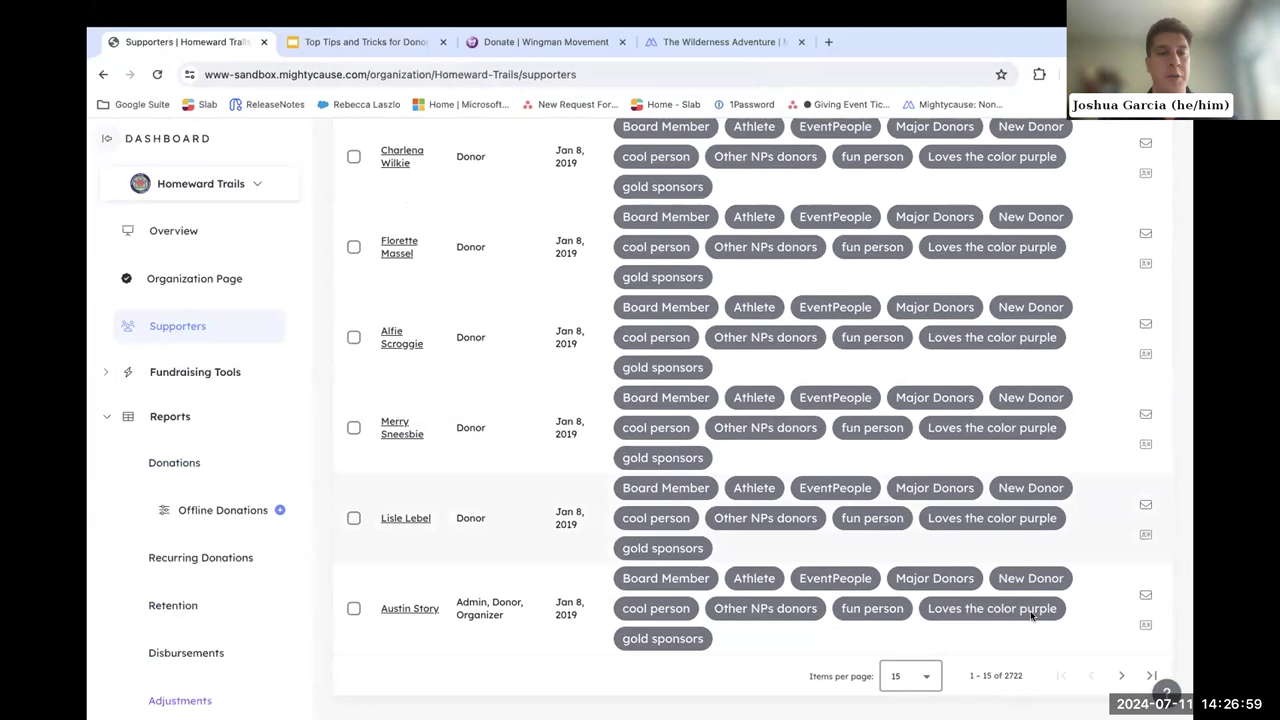 Supporters | Homeward Trails
Top Tips and Tricks for Donor
Donate | Wingman Movement
The Wilderness Adventure |
www-sandbox.mightycause.com/organization/Homeward-Trails/supporters
Joshua Garcia (he/him)
Google Suite
Slab
ReleaseNotes
Rebecca Laszlo
Home | Microsoft...
New Request For...
Home - Slab
1Password
Giving Event Tic...
Mightycause: Non...
DASHBOARD
Homeward Trails
Overview
Organization Page
Supporters
Fundraising Tools
Reports
Donations
Offline Donations
Recurring Donations
Retention
Disbursements
Adjustments
Board Member Athlete EventPeople Major Donors New Donor
Charlena Wilkie Donor Jan 8, 2019
cool person Other NPs donors fun person Loves the color purple
gold sponsors
Board Member Athlete EventPeople Major Donors New Donor
Florette Massel Donor Jan 8, 2019
cool person Other NPs donors fun person Loves the color purple
gold sponsors
Board Member Athlete EventPeople Major Donors New Donor
Alfie Scroggie Donor Jan 8, 2019
cool person Other NPs donors fun person Loves the color purple
gold sponsors
Board Member Athlete EventPeople Major Donors New Donor
Merry Sneesbie Donor Jan 8, 2019
cool person Other NPs donors fun person Loves the color purple
gold sponsors
Board Member Athlete EventPeople Major Donors New Donor
Lisle Lebel Donor Jan 8, 2019
cool person Other NPs donors fun person Loves the color purple
gold sponsors
Board Member Athlete EventPeople Major Donors New Donor
Austin Story Admin, Donor, Organizer Jan 8, 2019
cool person Other NPs donors fun person Loves the color purple
gold sponsors
Items per page: 15 1 - 15 of 2722
?
2024-07-11 14:26:59